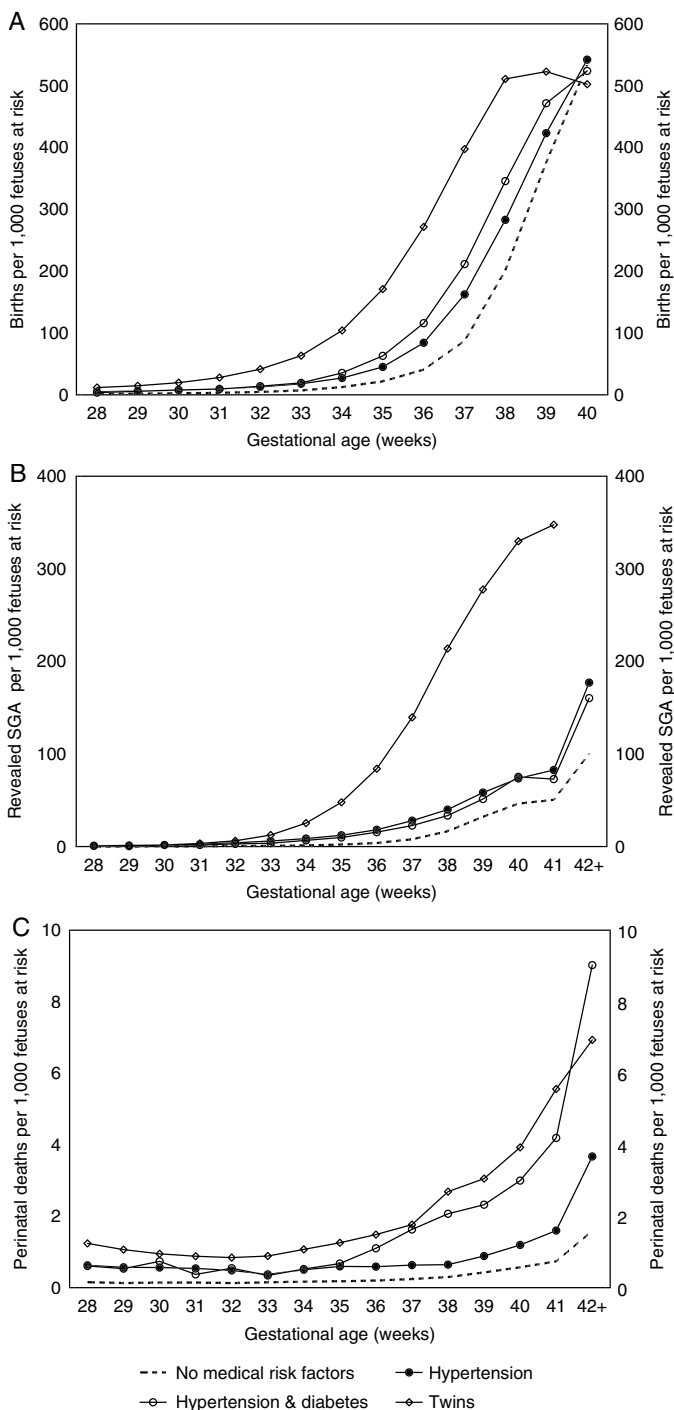 A
Births per 1,000 fetuses at risk
600
500
400
300
200
100
0
600
500
400
300
200
100
0
Births per 1,000 fetuses at risk
28 29 30 31 32 33 34 35 36 37 38 39 40
Gestational age (weeks)
B
Revealed SGA per 1,000 fetuses at risk
400
300
200
100
0
400
300
200
100
0
Revealed SGA per 1,000 fetuses at risk
28 29 30 31 32 33 34 35 36 37 38 39 40 41 42+
Gestational age (weeks)
C
Perinatal deaths per 1,000 fetuses at risk
10
8
6
4
2
0
10
8
6
4
2
0
Perinatal deaths per 1,000 fetuses at risk
28 29 30 31 32 33 34 35 36 37 38 39 40 41 42+
Gestational age (weeks)
No medical risk factors Hypertension
Hypertension & diabetes Twins